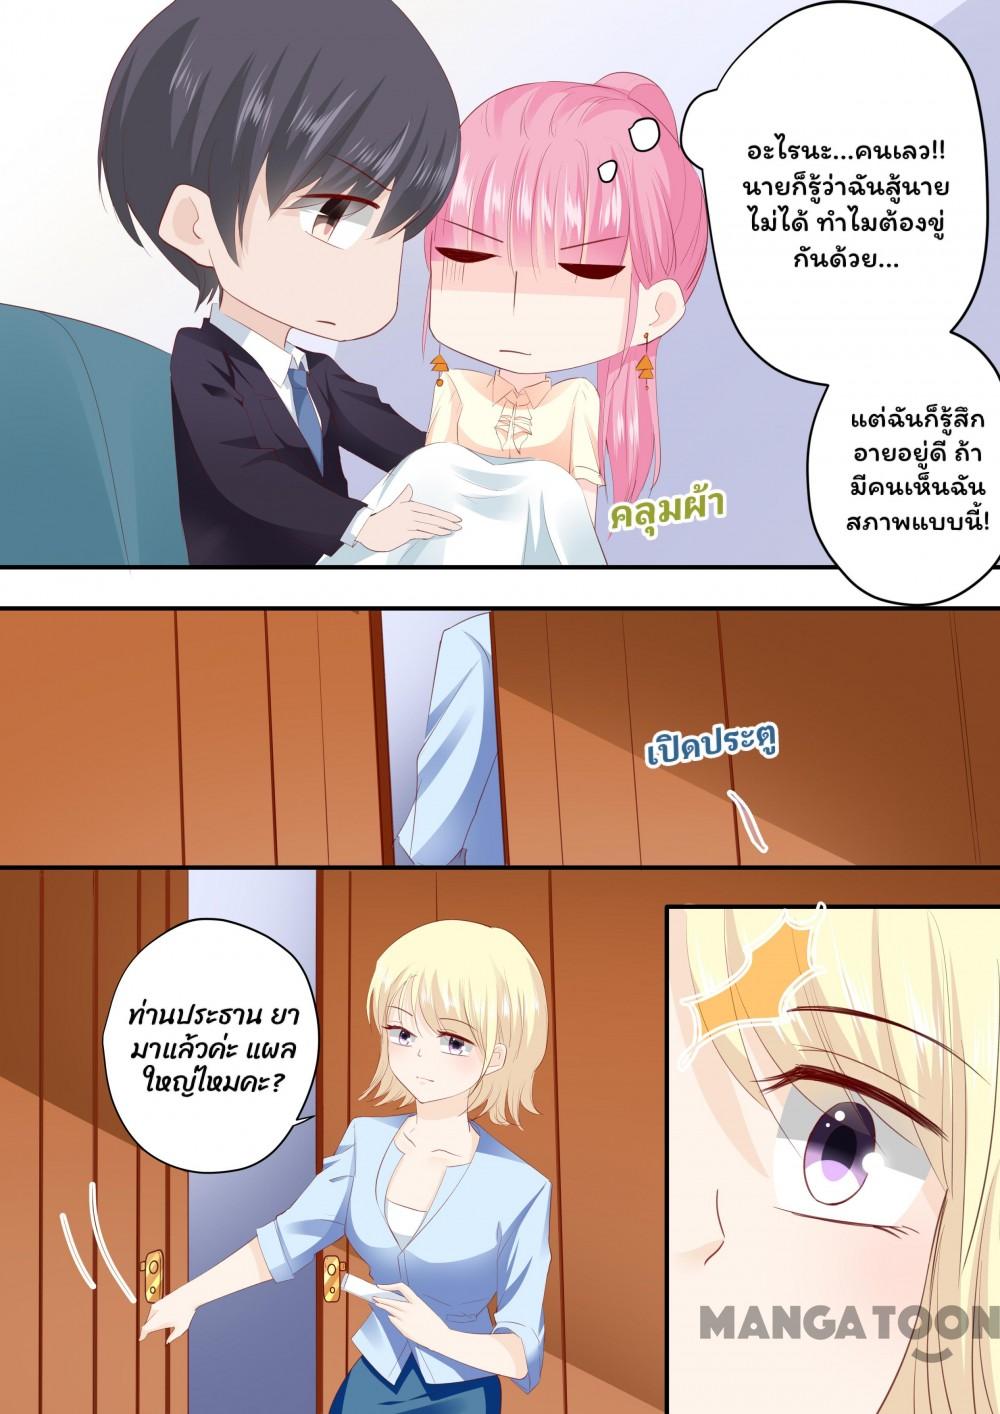 อะไรนะ...คนเลว!!
นายก็รู้ว่าฉันสู้นาย
ไม่ได้ ทำไมต้องขู่
กันด้วย...
แต่ฉันก็รู้สึก
อายอยู่ดี ถ้า
มีคนเห็นฉัน
สภาพแบบนี้!
คลุมผ้า
เปิดประตู
ท่านประธาน ยา
มาแล้วค่ะ แผล
ใหญ่ไหมคะ?
MANGATOON